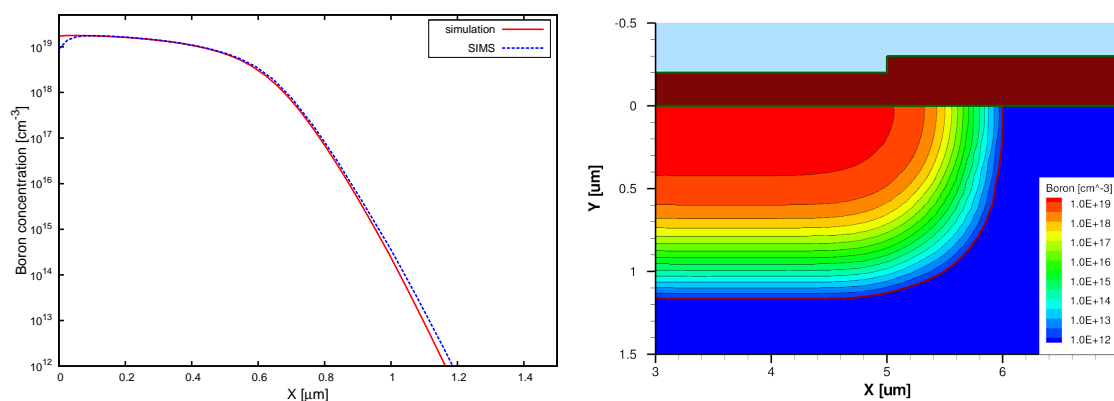 simulation
SIMS
Boron concentration [cm-3]
10^19
10^18
10^17
10^16
10^15
10^14
10^13
10^12
0 0.2 0.4 0.6 0.8 1 1.2 1.4
X [μm]
-0.5
0
0.5
1
1.5
Y [um]
3 4 5 6
X [um]
Boron [cm^-3]
1.0E+19
1.0E+18
1.0E+17
1.0E+16
1.0E+15
1.0E+14
1.0E+13
1.0E+12